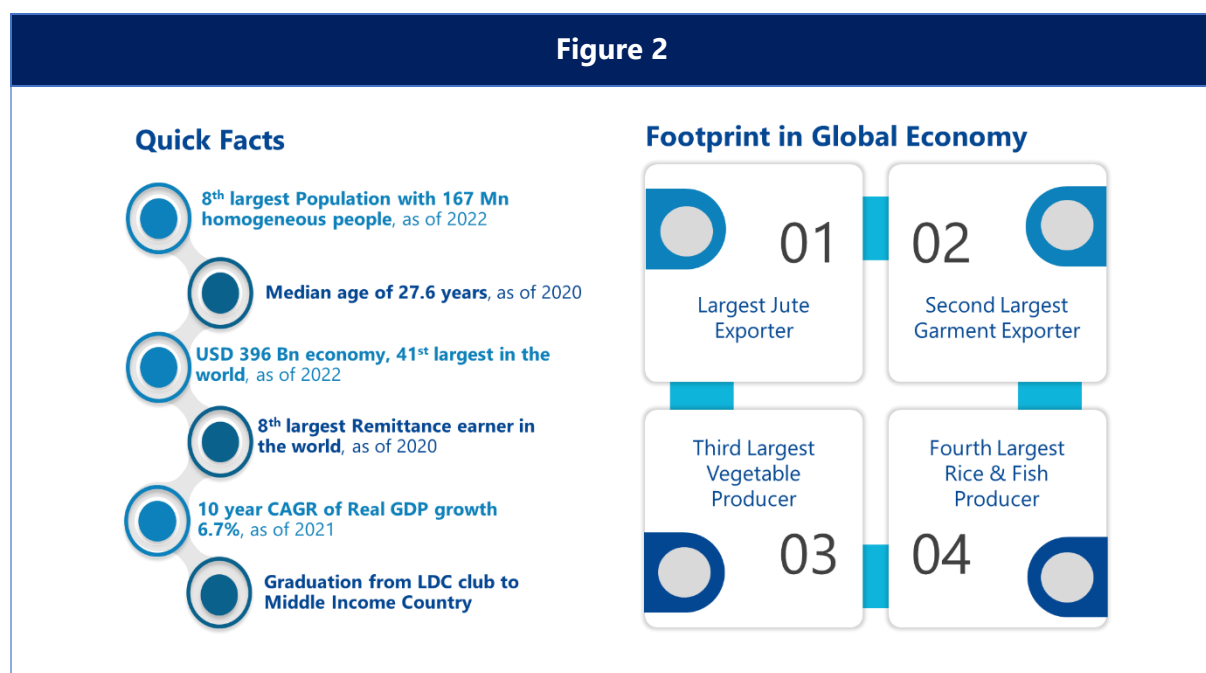 Figure 2
Quick Facts
8th largest Population with 167 Mn
homogeneous people, as of 2022
Median age of 27.6 years, as of 2020
USD 396 Bn economy, 41st largest in the
world, as of 2022
8th largest Remittance earner in
the world, as of 2020
10 year CAGR of Real GDP growth
6.7%, as of 2021
Graduation from LDC club to
Middle Income Country
Footprint in Global Economy
01
Largest Jute
Exporter
02
Second Largest
Garment Exporter
Third Largest
Vegetable
Producer
03
Fourth Largest
Rice & Fish
Producer
04